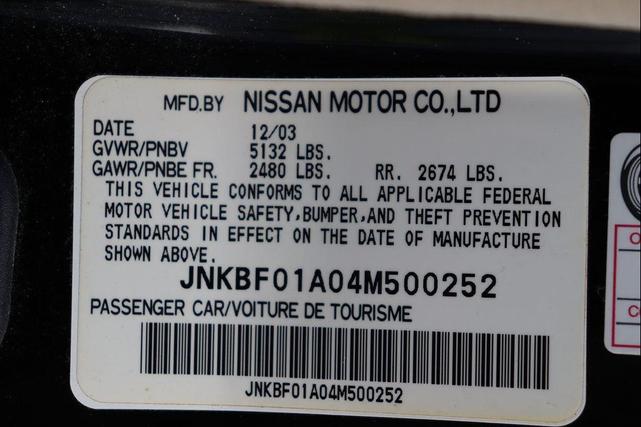 MFD.BY NISSAN MOTOR CO.,LTD
DATE 12/03
GVWR/PNBV 5132 LBS.
GAWR/PNBE FR. 2480 LBS. RR. 2674 LBS.
THIS VEHICLE CONFORMS TO ALL APPLICABLE FEDERAL
MOTOR VEHICLE SAFETY,BUMPER,AND THEFT PREVENTION
STANDARDS IN EFFECT ON THE DATE OF MANUFACTURE
SHOWN ABOVE.
JNKBF01A04M500252
PASSENGER CAR/VOITURE DE TOURISME
JNKBF01A04M500252